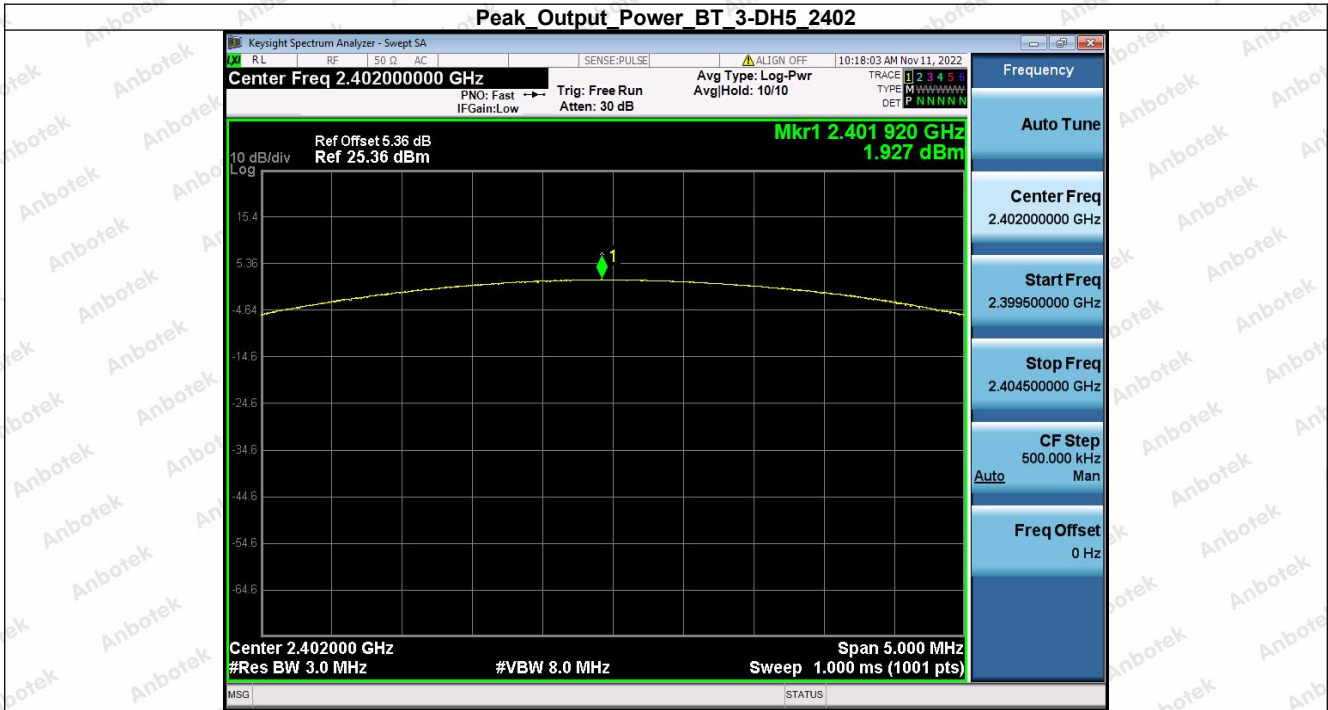 Peak_Output_Power_BT_3-DH5_2402
Keysight Spectrum Analyzer - Swept SA
LXI RL RF 50 Ω AC SENSE:PULSE ALIGN OFF 10:18:03 AM Nov 11, 2022
Center Freq 2.402000000 GHz
PNO: Fast
IFGain:Low
Trig: Free Run
Atten: 30 dB
Avg Type: Log-Pwr
Avg|Hold: 10/10
TRACE 1 2 3 4 5 6
TYPE M WWWWW
DET P N N N N N
Mkr1 2.401 920 GHz
1.927 dBm
Ref Offset 5.36 dB
10 dB/div Ref 25.36 dBm
Log
15.4
5.36
1
-4.64
-14.6
-24.6
-34.6
-44.6
-54.6
-64.6
Center 2.402000 GHz Span 5.000 MHz
#Res BW 3.0 MHz #VBW 8.0 MHz Sweep 1.000 ms (1001 pts)
MSG STATUS
Frequency
Auto Tune
Center Freq
2.402000000 GHz
Start Freq
2.399500000 GHz
Stop Freq
2.404500000 GHz
CF Step
500.000 kHz
Auto Man
Freq Offset
0 Hz
Anbotek